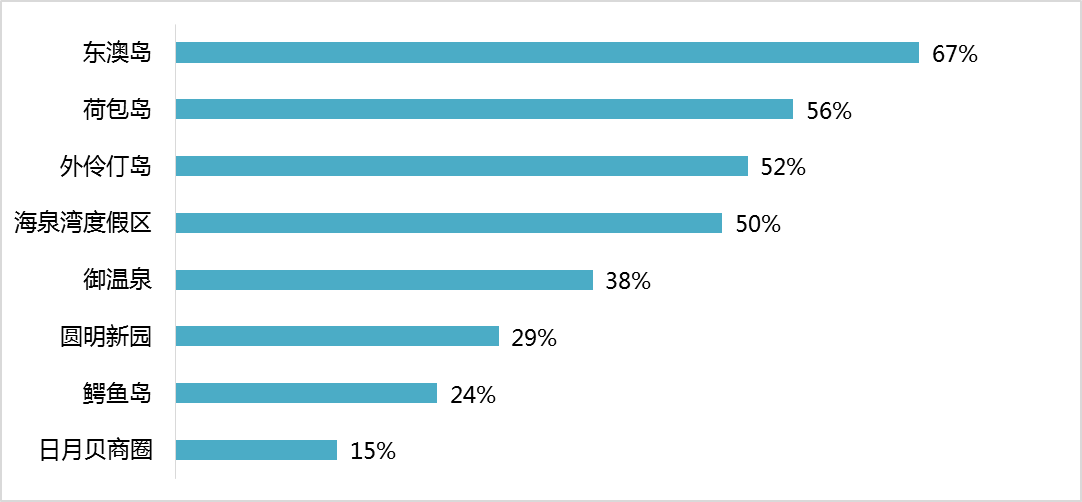 东澳岛 67%
荷包岛 56%
外伶仃岛 52%
海泉湾度假区 50%
御温泉 38%
圆明新园 29%
鳄鱼岛 24%
日月贝商圈 15%